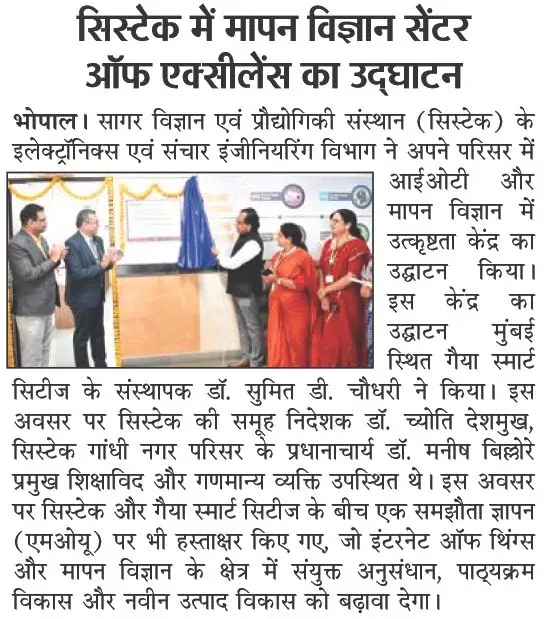 सिस्टेक में मापन विज्ञान सेंटर
ऑफ एक्सीलेंस का उद्घाटन
भोपाल। सागर विज्ञान एवं प्रौद्योगिकी संस्थान (सिस्टेक) के
इलेक्ट्रॉनिक्स एवं संचार इंजीनियरिंग विभाग ने अपने परिसर में
आईओटी और
मापन विज्ञान में
उत्कृष्टता केंद्र का
उद्घाटन किया।
इस केंद्र का
उद्घाटन मुंबई
स्थित गैया स्मार्ट
सिटीज के संस्थापक डॉ. सुमित डी. चौधरी ने किया। इस
अवसर पर सिस्टेक की समूह निदेशक डॉ. ज्योति देशमुख,
सिस्टेक गांधी नगर परिसर के प्रधानाचार्य डॉ. मनीष बिल्लोरे
प्रमुख शिक्षाविद और गणमान्य व्यक्ति उपस्थित थे। इस अवसर
पर सिस्टेक और गैया स्मार्ट सिटीज के बीच एक समझौता ज्ञापन
(एमओयू) पर भी हस्ताक्षर किए गए, जो इंटरनेट ऑफ थिंग्स
और मापन विज्ञान के क्षेत्र में संयुक्त अनुसंधान, पाठ्यक्रम
विकास और नवीन उत्पाद विकास को बढ़ावा देगा।